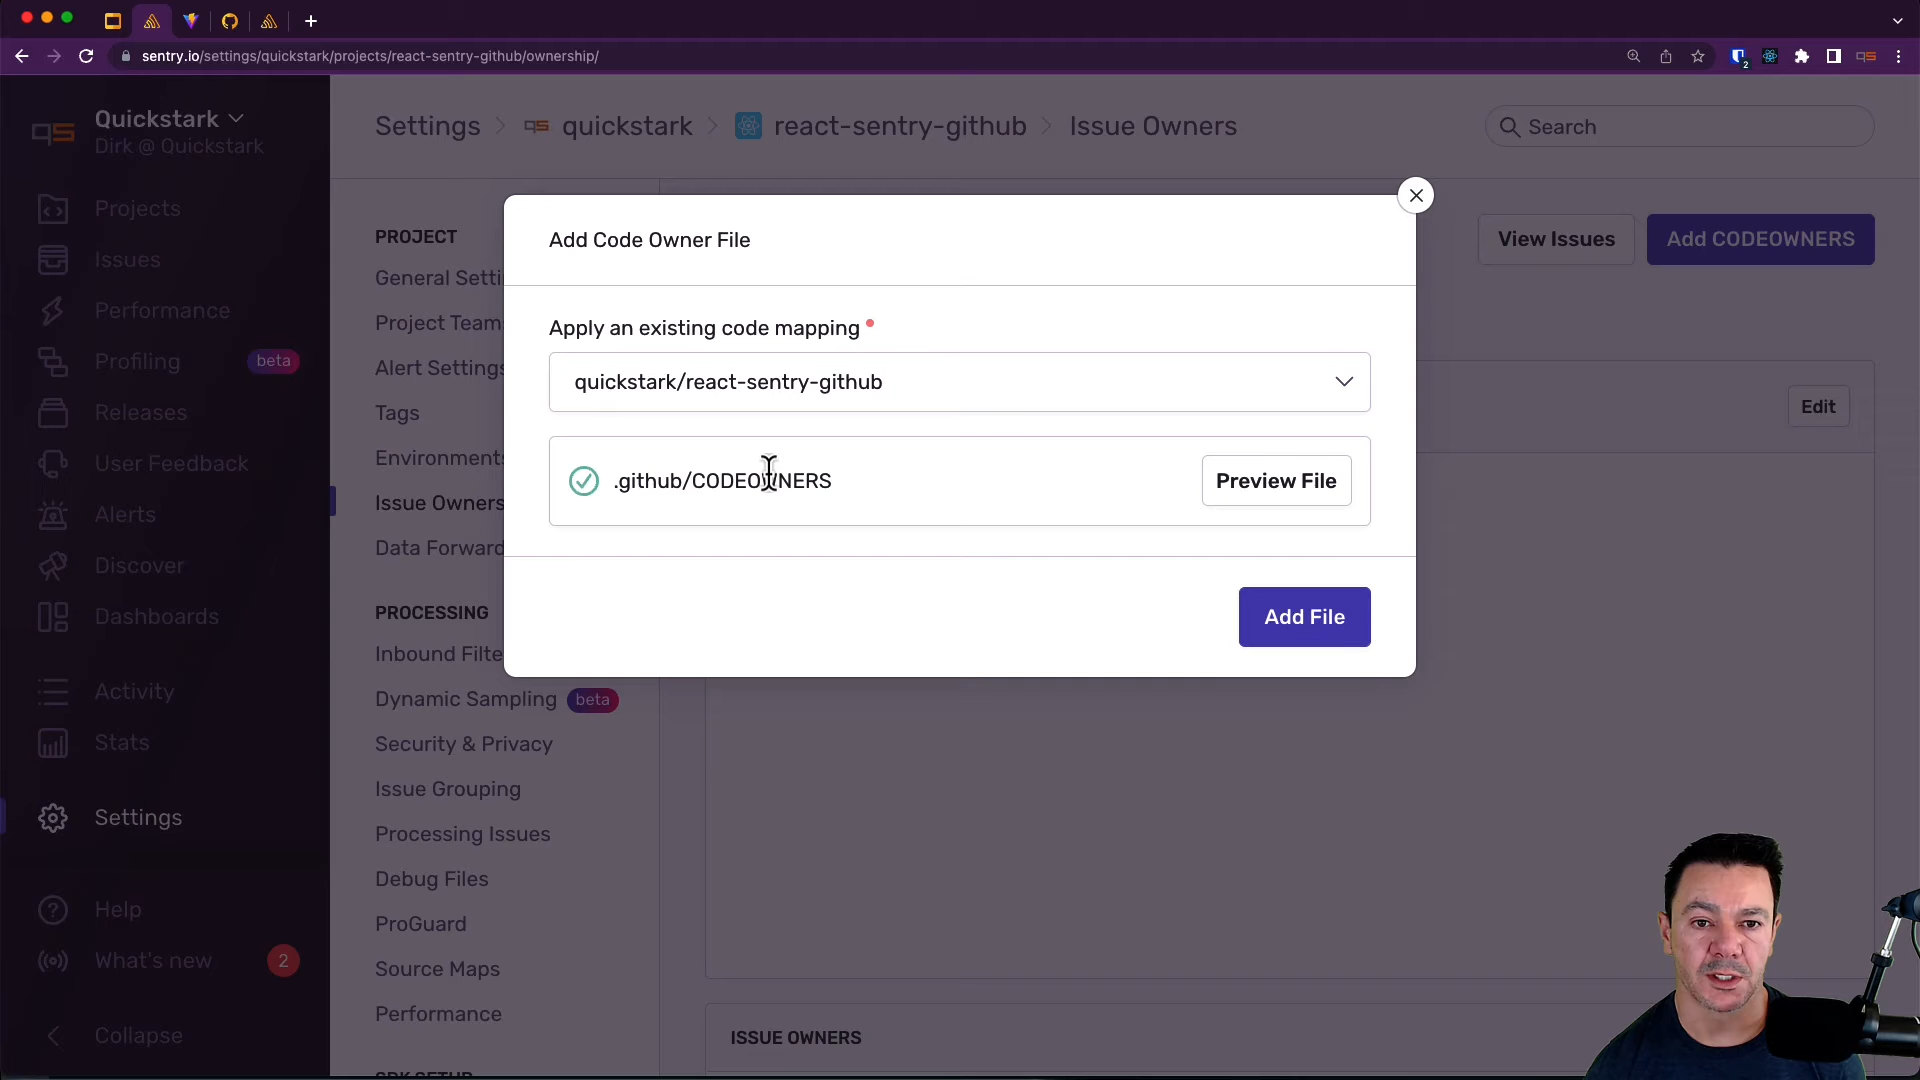 sentry.io/settings/quickstark/projects/react-sentry-github/ownership/
2
Quickstark
Dirk @ Quickstark
Projects
Issues
Performance
Profiling beta
Releases
User Feedback
Alerts
Discover
Dashboards
Activity
Stats
Settings
Help
What's new 2
Collapse
Settings > qs quickstark > react-sentry-github > Issue Owners
Search
PROJECT
General Setti
Project Team
Alert Settings
Tags
Environments
Issue Owners
Data Forward
PROCESSING
Inbound Filte
Dynamic Sampling beta
Security & Privacy
Issue Grouping
Processing Issues
Debug Files
ProGuard
Source Maps
Performance
SDK SETUP
View Issues
Add CODEOWNERS
Edit
Add Code Owner File
Apply an existing code mapping
quickstark/react-sentry-github
.github/CODEOWNERS
Preview File
Add File
ISSUE OWNERS